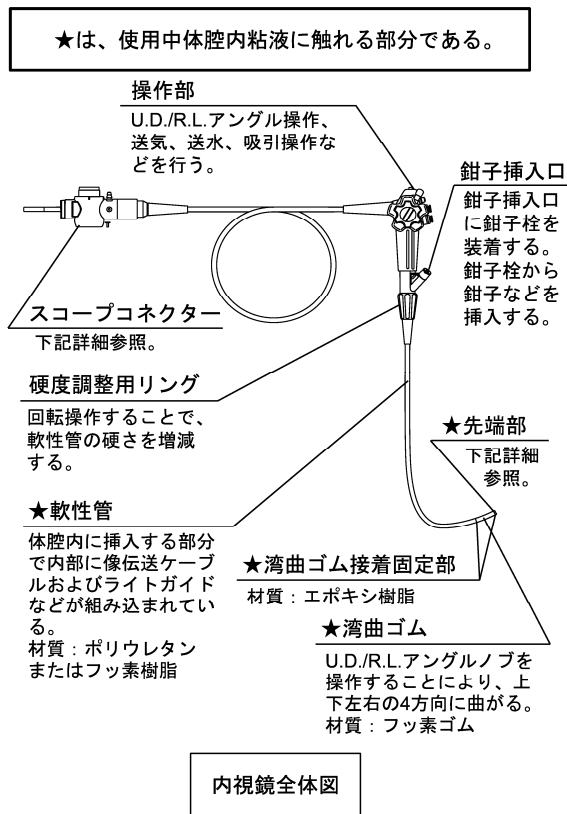 ★は、使用中体腔内粘液に触れる部分である。
操作部
U.D./R.L.アングル操作、
送気、送水、吸引操作な
どを行う。
鉗子挿入口
鉗子挿入口
に鉗子栓を
装着する。
鉗子栓から
鉗子などを
挿入する。
スコープコネクター
下記詳細参照。
硬度調整用リング
回転操作することで、
軟性管の硬さを増減
する。
★先端部
下記詳細
参照。
★軟性管
体腔内に挿入する部分
で内部に像伝送ケーブ
ルおよびライトガイド
などが組み込まれてい
る。
材質：ポリウレタン
またはフッ素樹脂
★湾曲ゴム接着固定部
材質：エポキシ樹脂
★湾曲ゴム
U.D./R.L.アングルノブを
操作することにより、上
下左右の4方向に曲がる。
材質：フッ素ゴム
内視鏡全体図